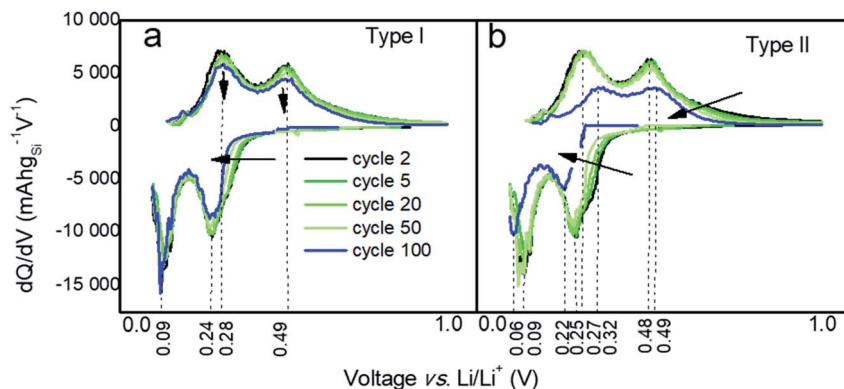 a
Type I
b
Type II
10 000
5 000
0
-5 000
-10 000
-15 000
dQ/dV (mAhg_Si⁻¹V⁻¹)
cycle 2
cycle 5
cycle 20
cycle 50
cycle 100
0.0
0.09
0.24
0.28
0.49
1.0
0.0
0.06
0.09
0.22
0.25
0.27
0.32
0.48
0.49
1.0
Voltage vs. Li/Li⁺ (V)